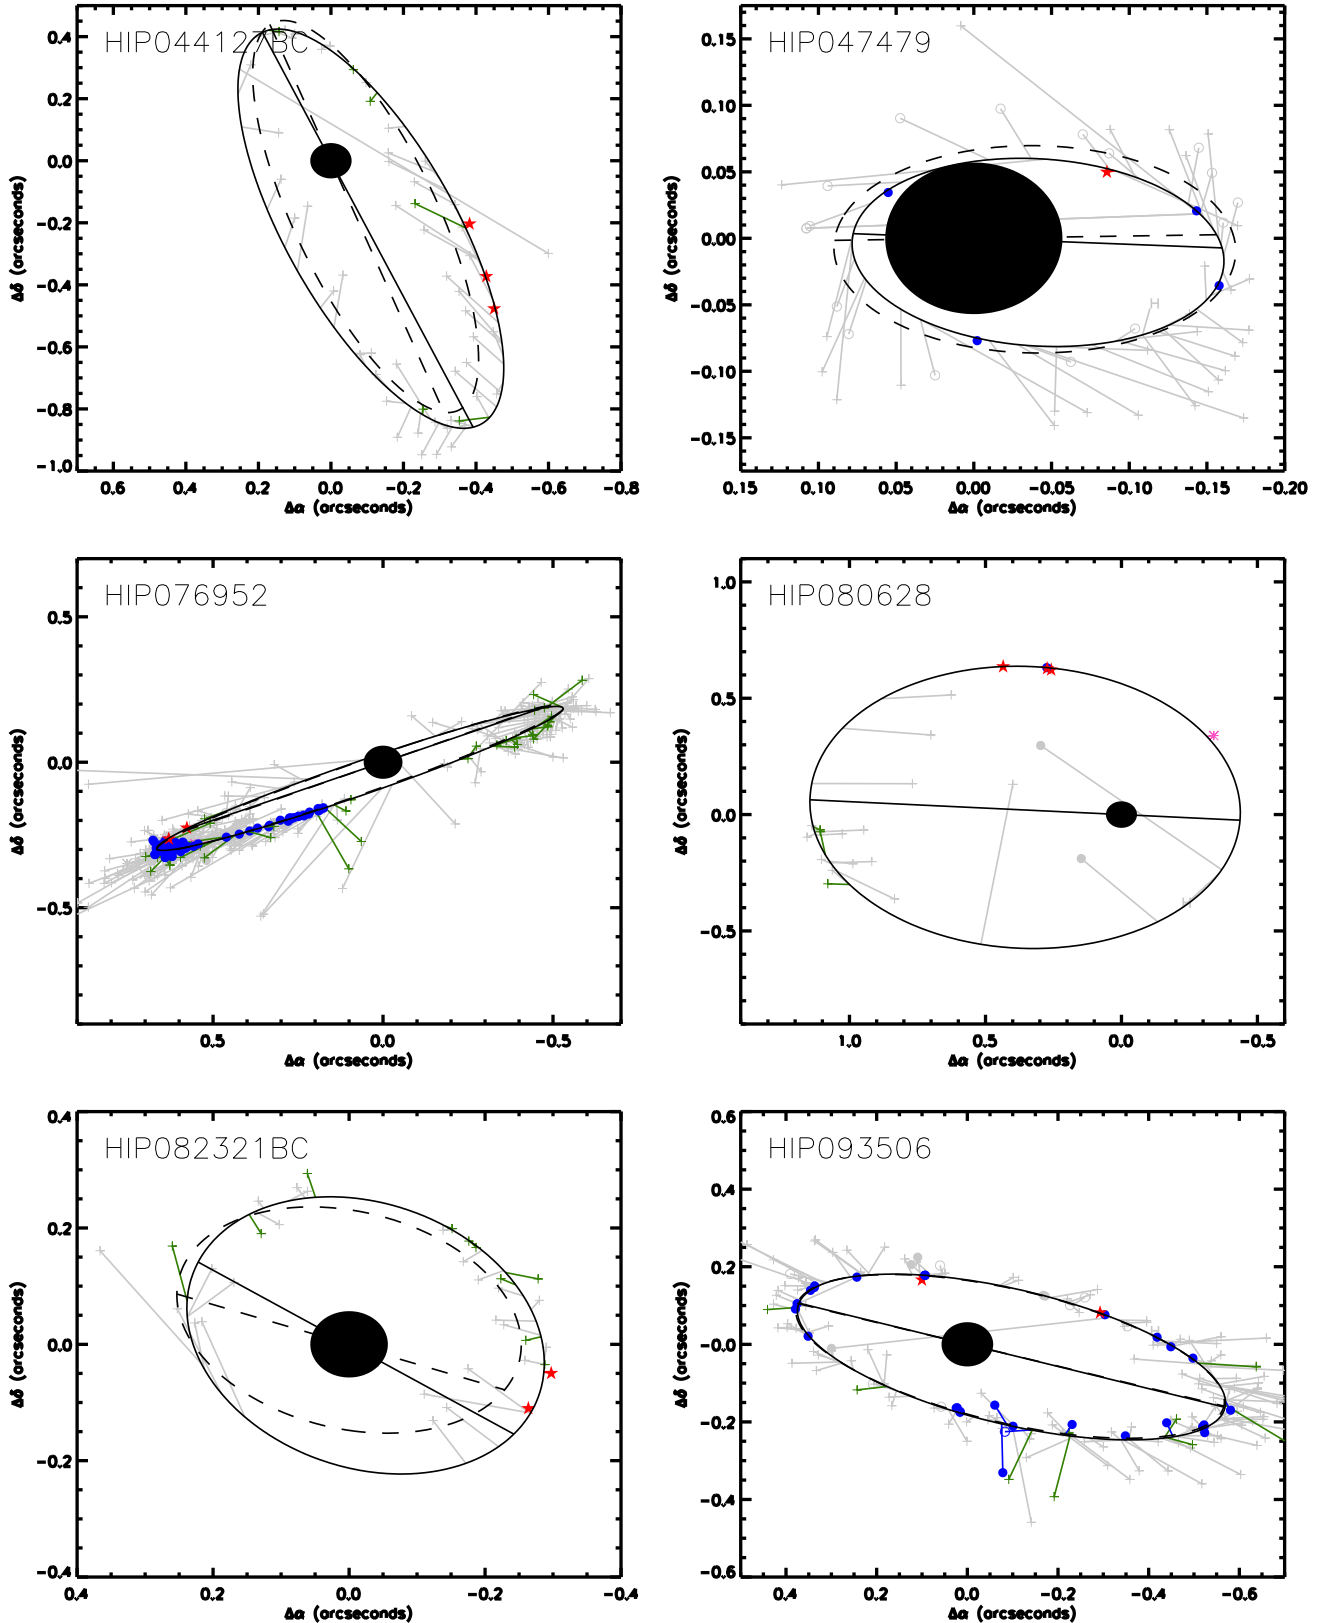 HIP044127BC
0.4
0.2
0.0
-0.2
-0.4
-0.6
-0.8
-1.0
Δδ (arcseconds)
0.6 0.4 0.2 0.0 -0.2 -0.4 -0.6 -0.8
Δα (arcseconds)
HIP047479
0.15
0.10
0.05
0.00
-0.05
-0.10
-0.15
Δδ (arcseconds)
0.15 0.10 0.05 0.00 -0.05 -0.10 -0.15 -0.20
Δα (arcseconds)
HIP076952
0.5
0.0
-0.5
Δδ (arcseconds)
0.5 0.0 -0.5
Δα (arcseconds)
HIP080628
1.0
0.5
0.0
-0.5
Δδ (arcseconds)
1.0 0.5 0.0 -0.5
Δα (arcseconds)
HIP082321BC
0.4
0.2
0.0
-0.2
-0.4
Δδ (arcseconds)
0.4 0.2 0.0 -0.2 -0.4
Δα (arcseconds)
HIP093506
0.6
0.4
0.2
0.0
-0.2
-0.4
-0.6
Δδ (arcseconds)
0.4 0.2 0.0 -0.2 -0.4 -0.6
Δα (arcseconds)